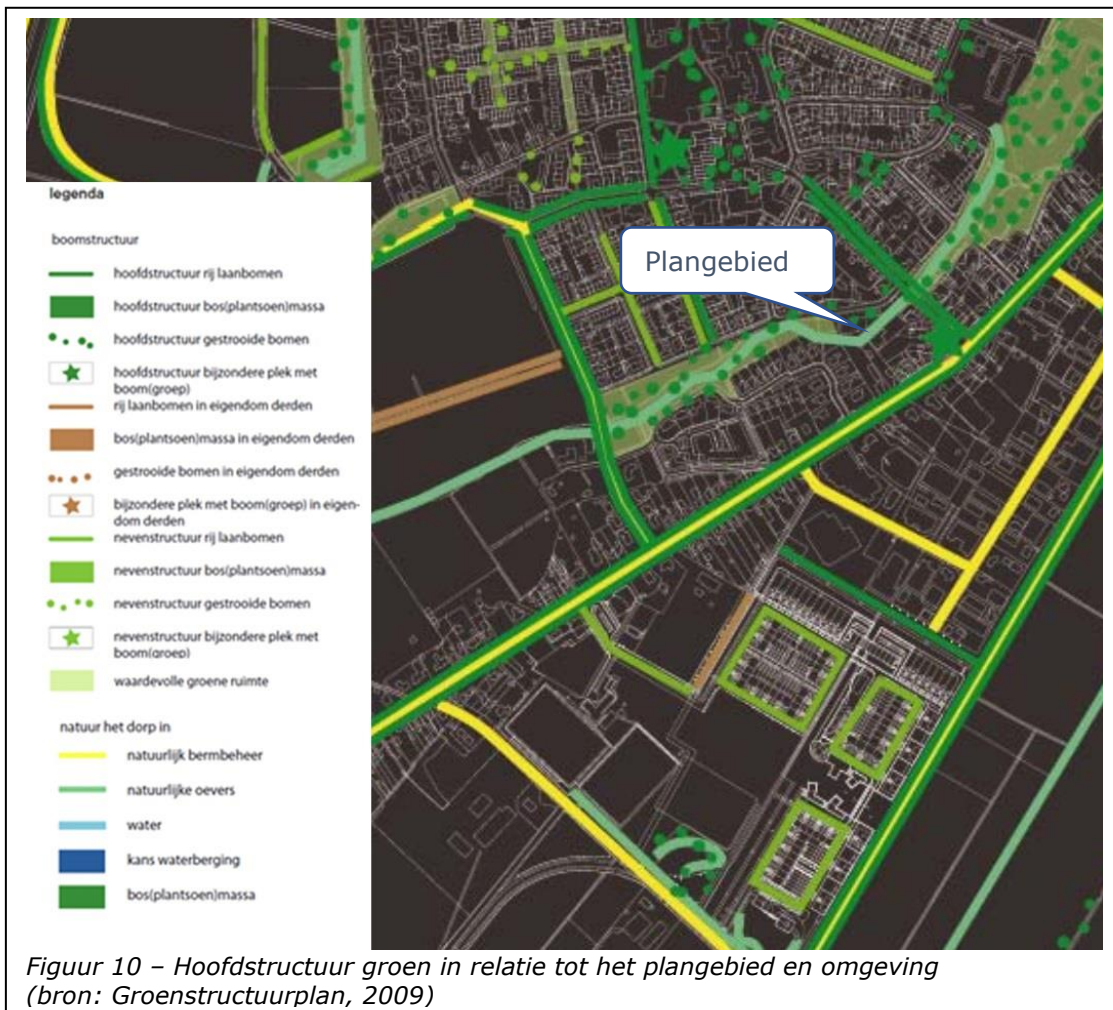 Plangebied
legenda
boomstructuur
hoofdstructuur rij laanbomen
hoofdstructuur bos(plantsoen)massa
hoofdstructuur gestrooide bomen
hoofdstructuur bijzondere plek met
boom(groep)
rij laanbomen in eigendom derden
bos(plantsoen)massa in eigendom derden
gestrooide bomen in eigendom derden
bijzondere plek met boom(groep) in eigen-
dom derden
nevenstructuur rij laanbomen
nevenstructuur bos(plantsoen)massa
nevenstructuur gestrooide bomen
nevenstructuur bijzondere plek met
boom(groep)
waardevolle groene ruimte
natuur het dorp in
natuurlijk bermbeheer
natuurlijke oevers
water
kans waterberging
bos(plantsoen)massa
Figuur 10 – Hoofdstructuur groen in relatie tot het plangebied en omgeving
(bron: Groenstructuurplan, 2009)